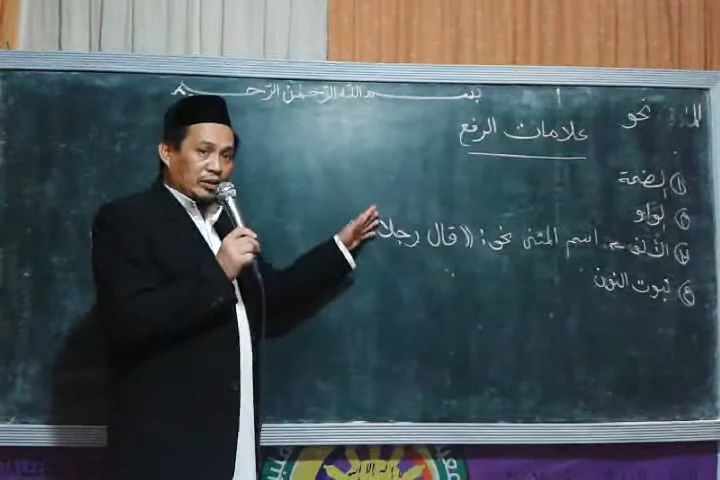 بسم الله الرحمن الرحيم
نحو
علامات الرفع
① الضمة
② الواو
③ الألف ← اسم المثنى نحو: ((قال رجلا
④ ثبوت النون